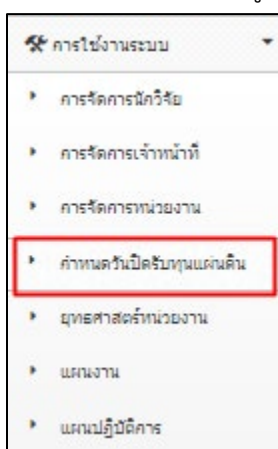 การใช้งานระบบ
การจัดการนักวิจัย
การจัดการเจ้าหน้าที่
การจัดการหน่วยงาน
กำหนดวันปิดรับทุนแผ่นดิน
ยุทธศาสตร์หน่วยงาน
แผนงาน
แผนปฏิบัติการ